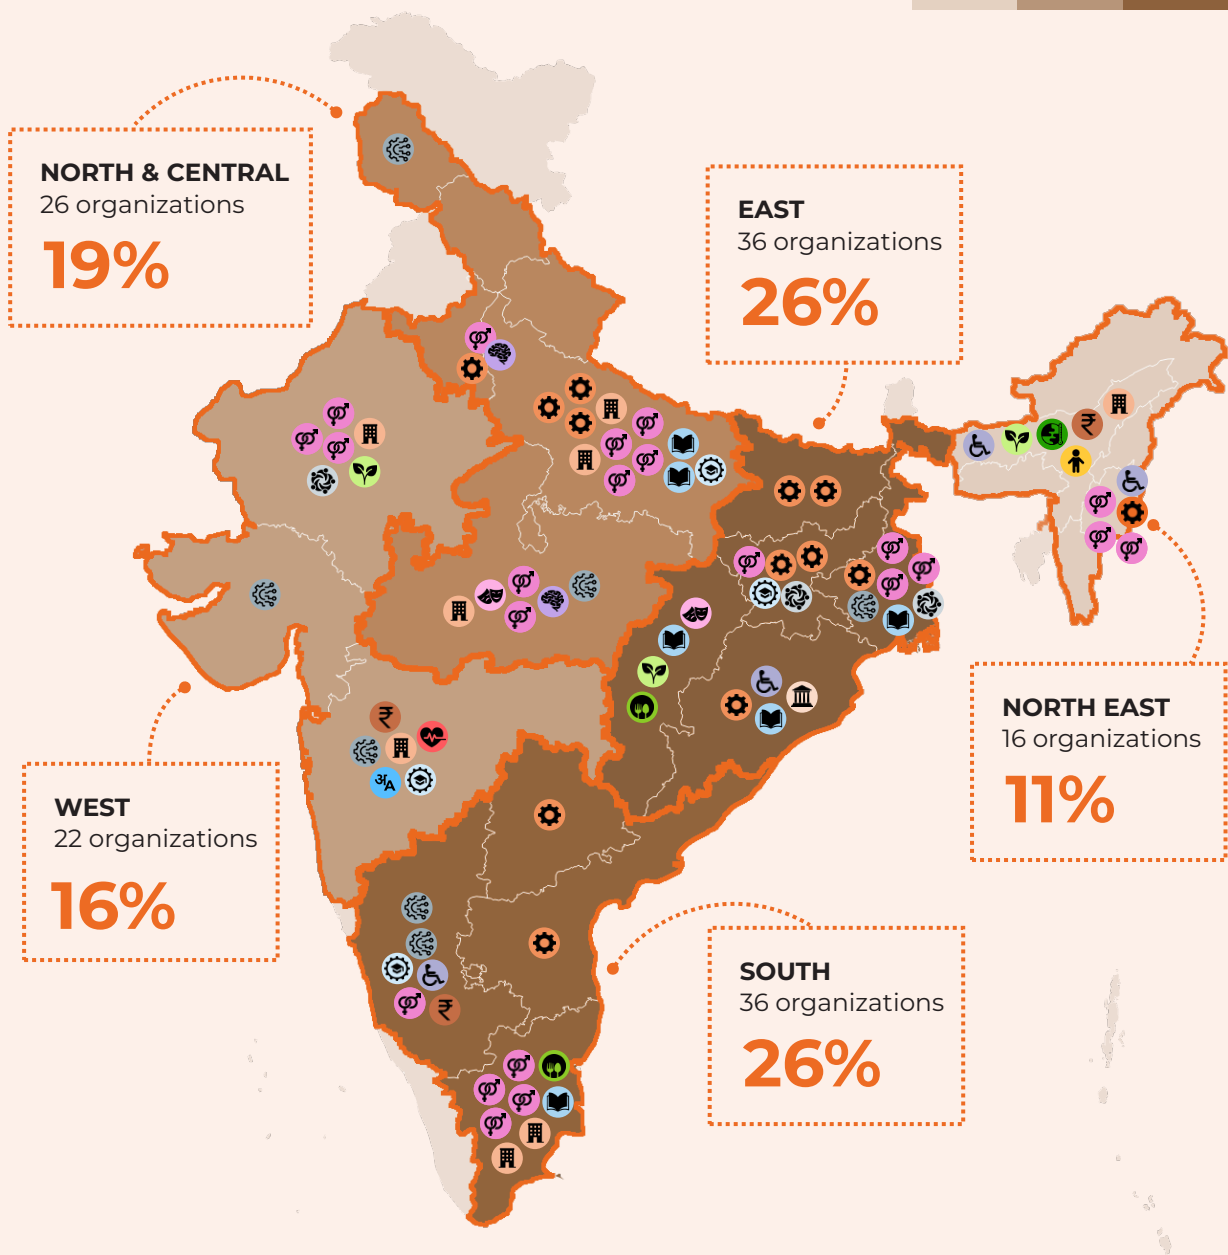 NORTH & CENTRAL
26 organizations
19%
EAST
36 organizations
26%
WEST
22 organizations
16%
NORTH EAST
16 organizations
11%
SOUTH
36 organizations
26%
₹
₹
अ/A
₹